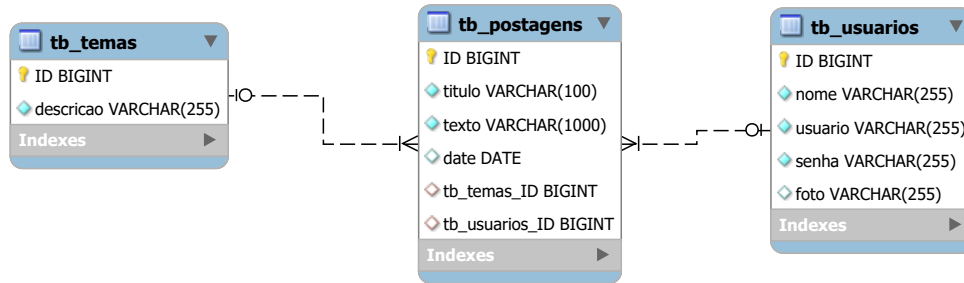 tb_temas
ID BIGINT
descricao VARCHAR(255)
Indexes
tb_postagens
ID BIGINT
titulo VARCHAR(100)
texto VARCHAR(1000)
date DATE
tb_temas_ID BIGINT
tb_usuarios_ID BIGINT
Indexes
tb_usuarios
ID BIGINT
nome VARCHAR(255)
usuario VARCHAR(255)
senha VARCHAR(255)
foto VARCHAR(255)
Indexes